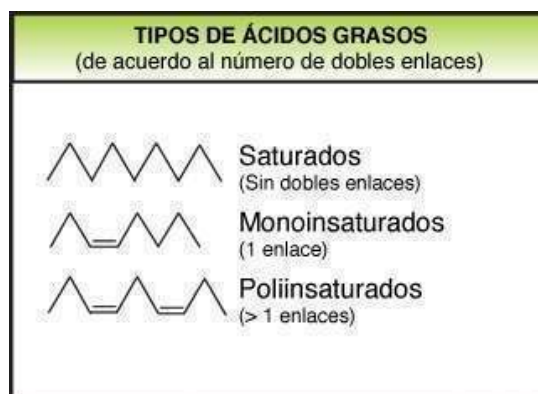 TIPOS DE ÁCIDOS GRASOS
(de acuerdo al número de dobles enlaces)
Saturados
(Sin dobles enlaces)
Monoinsaturados
(1 enlace)
Poliinsaturados
(> 1 enlaces)